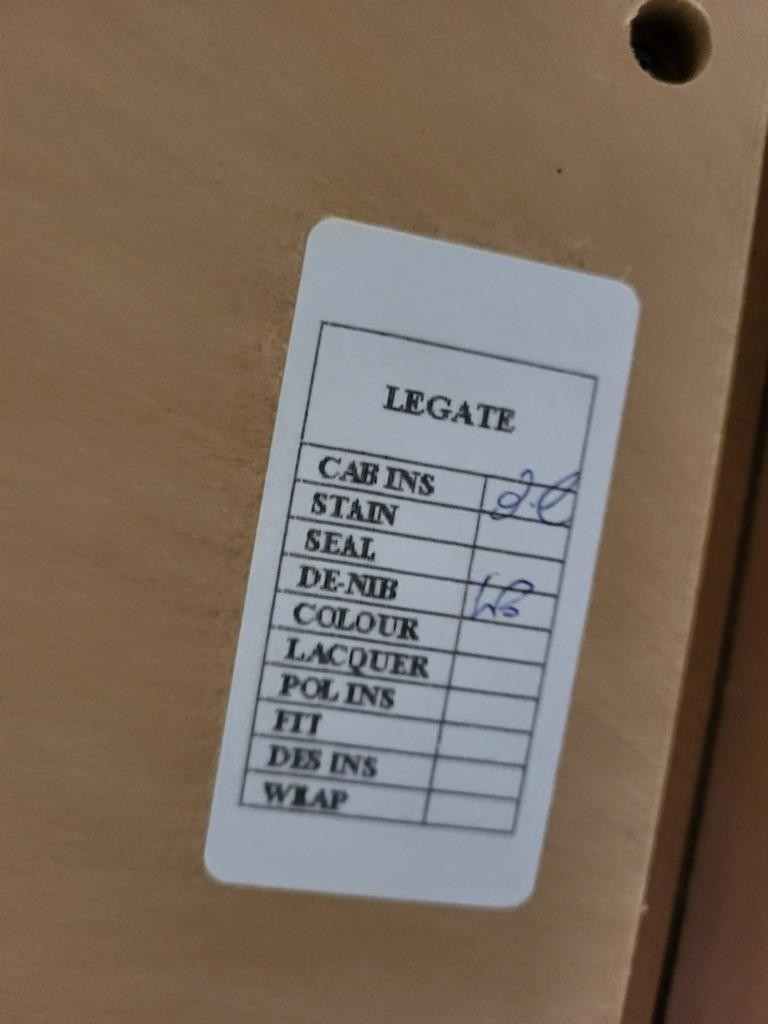 LEGATE
CAB INS
STAIN
SEAL
DE-NIB
COLOUR
LACQUER
POL INS
FIT
DES INS
WRAP